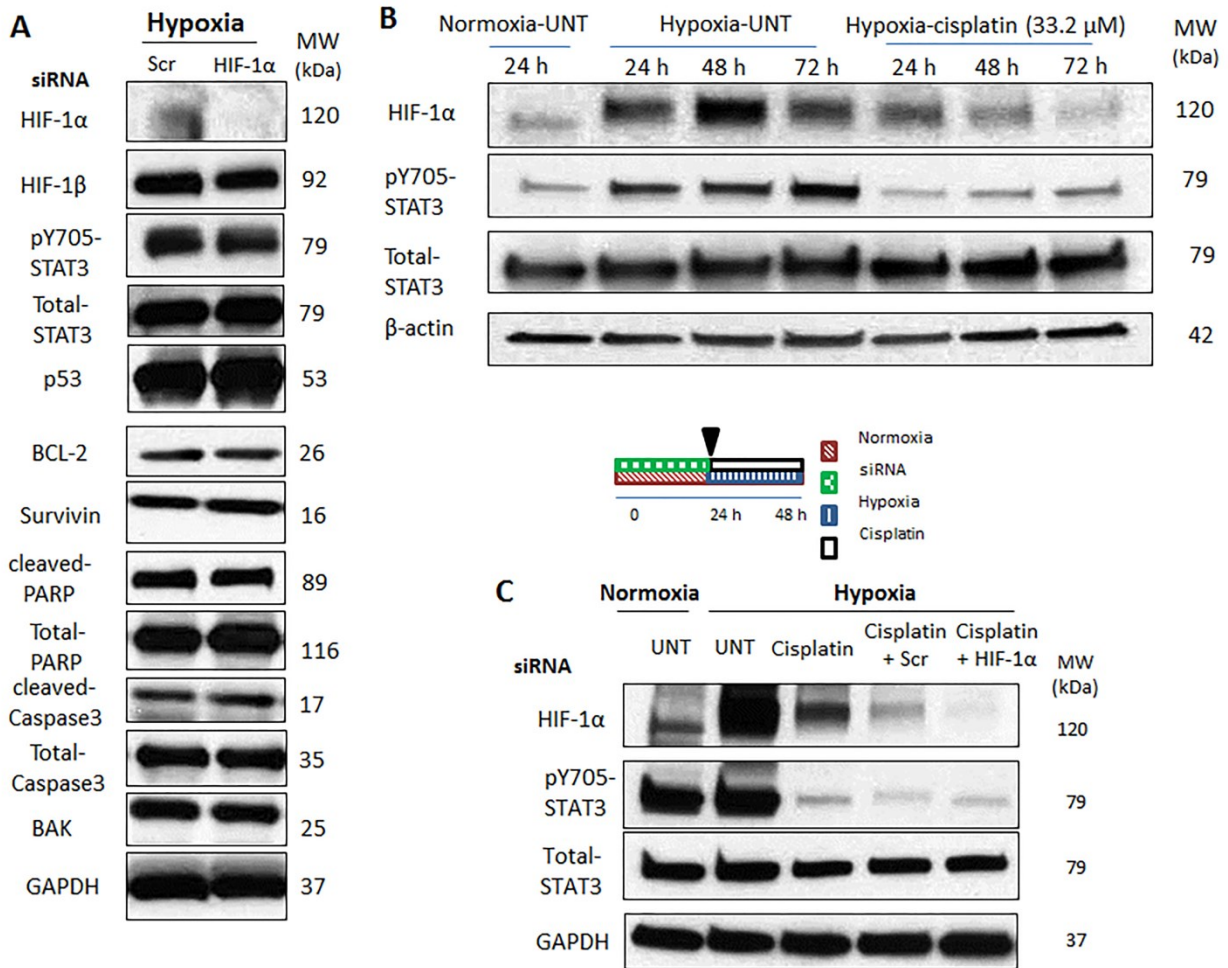 A
Hypoxia
MW
(kDa)
Scr HIF-1α
siRNA
HIF-1α 120
HIF-1β 92
pY705-
STAT3 79
Total-
STAT3 79
p53 53
BCL-2 26
Survivin 16
cleaved-
PARP 89
Total-
PARP 116
cleaved-
Caspase3 17
Total-
Caspase3 35
BAK 25
GAPDH 37
B
Normoxia-UNT Hypoxia-UNT Hypoxia-cisplatin (33.2 µM) MW
(kDa)
24 h 24 h 48 h 72 h 24 h 48 h 72 h
HIF-1α 120
pY705-
STAT3 79
Total-
STAT3 79
β-actin 42
Normoxia
siRNA
Hypoxia
Cisplatin
0 24 h 48 h
C
Normoxia Hypoxia
UNT UNT Cisplatin Cisplatin + Scr Cisplatin + HIF-1α
siRNA
MW
(kDa)
HIF-1α 120
pY705-
STAT3 79
Total-
STAT3 79
GAPDH 37